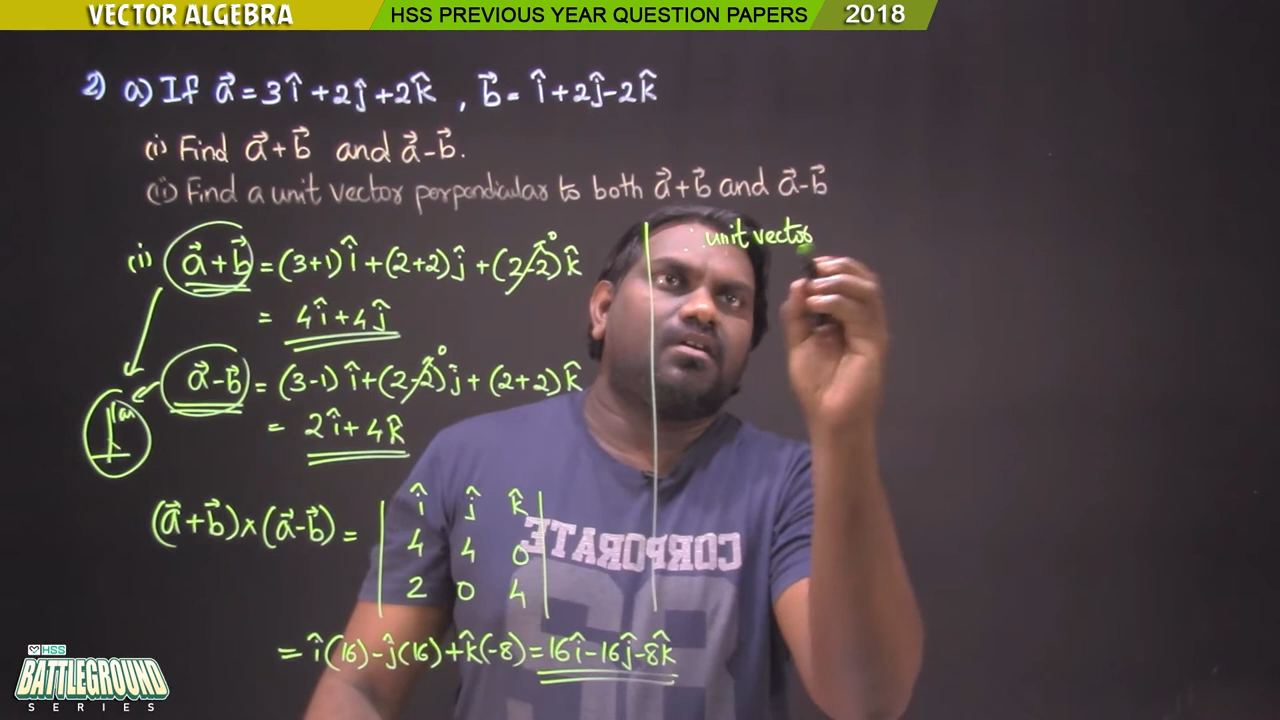 VECTOR ALGEBRA HSS PREVIOUS YEAR QUESTION PAPERS 2018
2) a) If a⃗ = 3î + 2ĵ + 2k̂ , b⃗ = î + 2ĵ - 2k̂
(i) Find a⃗ + b⃗ and a⃗ - b⃗.
(ii) Find a unit vector perpendicular to both a⃗ + b⃗ and a⃗ - b⃗
(i) a⃗ + b⃗ = (3+1)î + (2+2)ĵ + (2-2)⁰k̂
= 4î + 4ĵ
a⃗ - b⃗ = (3-1)î + (2-2)⁰ĵ + (2+2)k̂
= 2î + 4k̂
(a⃗ + b⃗) × (a⃗ - b⃗) = | î ĵ k̂ |
4 4 0
2 0 4
= î(16) - ĵ(16) + k̂(-8) = 16î - 16ĵ - 8k̂
∴ unit vector
CORPORATE
HSS
BATTLEGROUND
SERIES